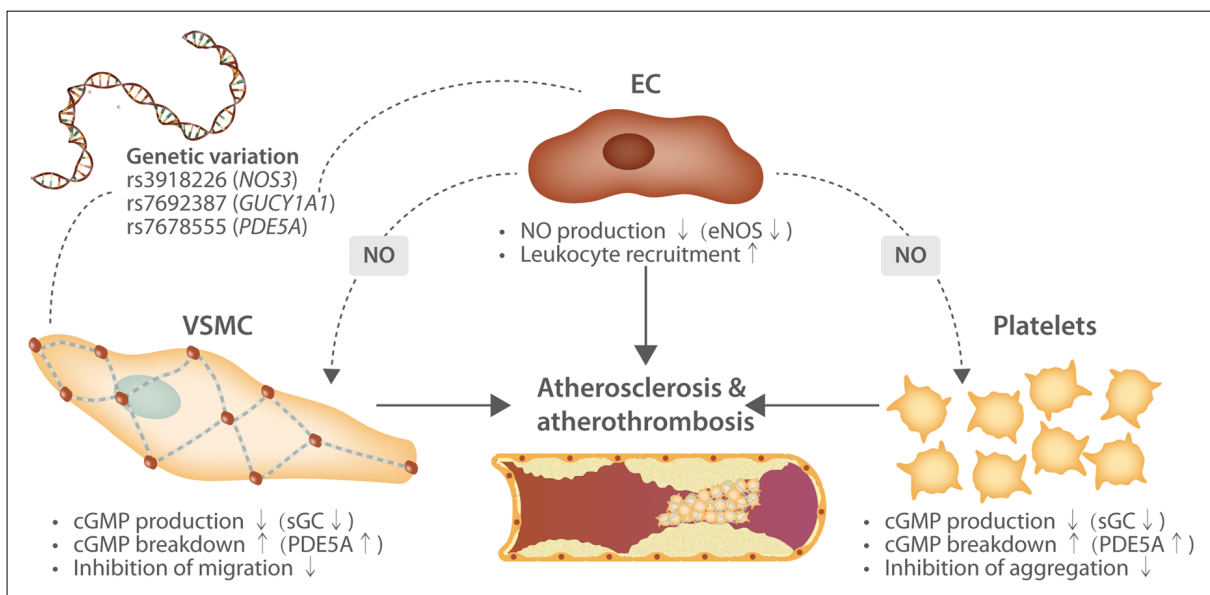 EC
Genetic variation
rs3918226 (NOS3)
rs7692387 (GUCY1A1)
rs7678555 (PDE5A)
• NO production ↓ (eNOS ↓)
• Leukocyte recruitment ↑
NO
NO
VSMC
Platelets
Atherosclerosis &
atherothrombosis
• cGMP production ↓ (sGC ↓)
• cGMP breakdown ↑ (PDE5A ↑)
• Inhibition of migration ↓
• cGMP production ↓ (sGC ↓)
• cGMP breakdown ↑ (PDE5A ↑)
• Inhibition of aggregation ↓